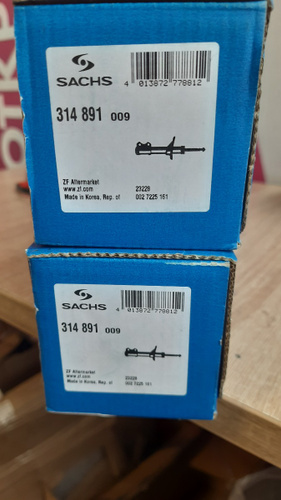 SACHS
4 013872 778812
314 891 009
ZF Aftermarket
www.zf.com
Made in Korea, Rep. of
23228
002 7225 161
SACHS
4 013872 778812
314 891 009
ZF Aftermarket
www.zf.com
Made in Korea, Rep. of
23228
002 7225 161